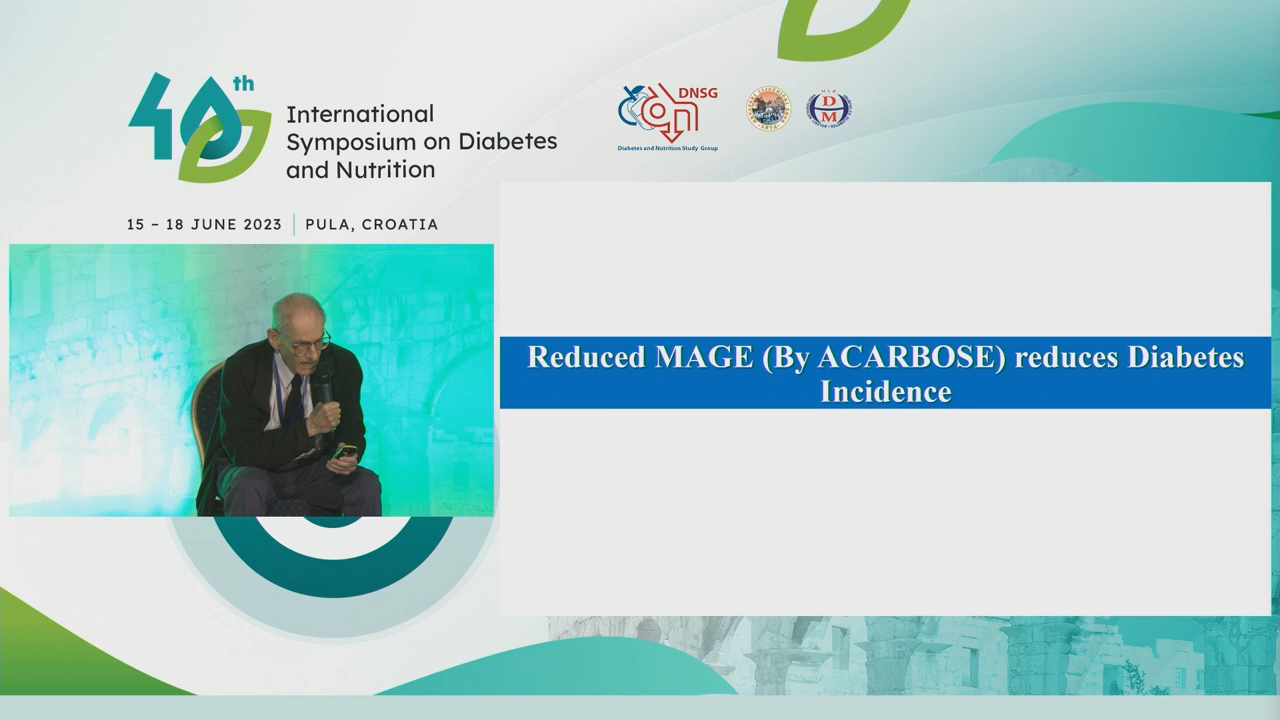 40th
International
Symposium on Diabetes
and Nutrition
15 – 18 JUNE 2023 | PULA, CROATIA
DNSG
Diabetes and Nutrition Study Group
Reduced MAGE (By ACARBOSE) reduces Diabetes
Incidence